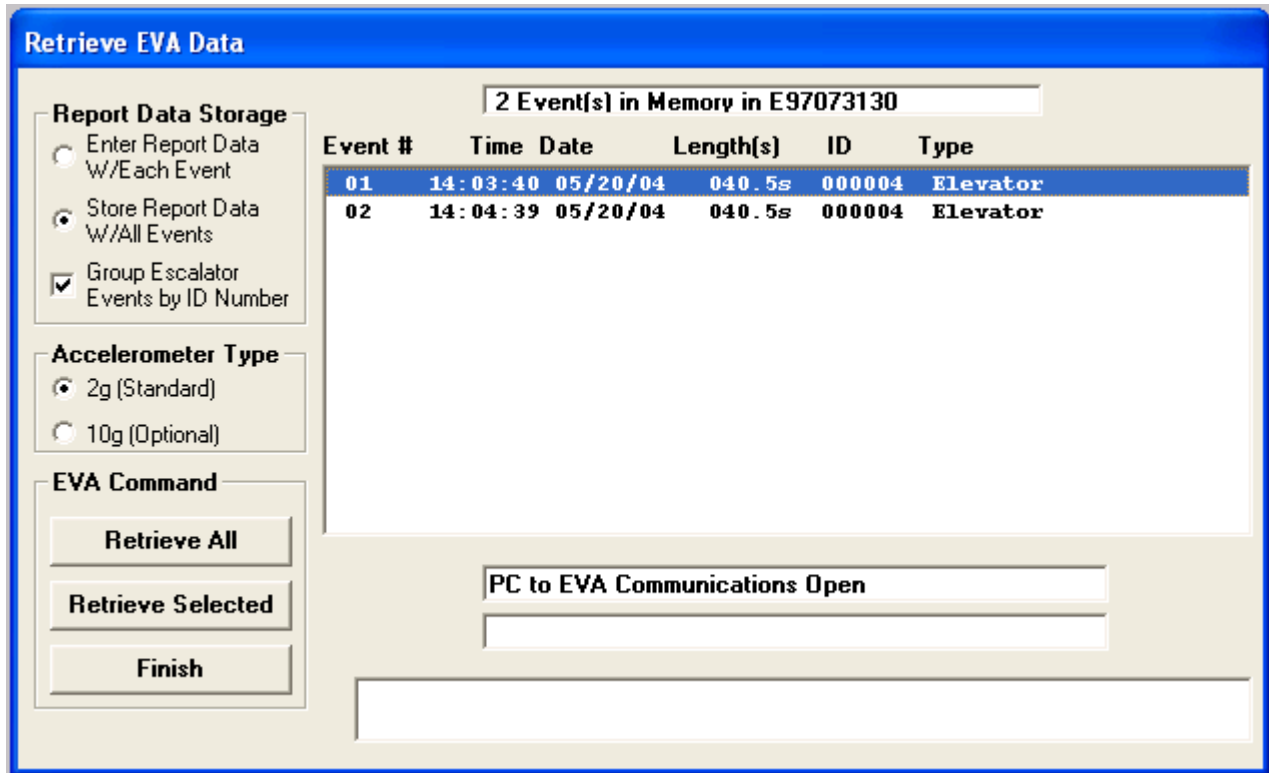 Retrieve EVA Data
Report Data Storage
Enter Report Data
W/Each Event
Store Report Data
W/All Events
Group Escalator
Events by ID Number
Accelerometer Type
2g (Standard)
10g (Optional)
EVA Command
Retrieve All
Retrieve Selected
Finish
2 Event(s) in Memory in E97073130
Event # Time Date Length(s) ID Type
01 14:03:40 05/20/04 040.5s 000004 Elevator
02 14:04:39 05/20/04 040.5s 000004 Elevator
PC to EVA Communications Open